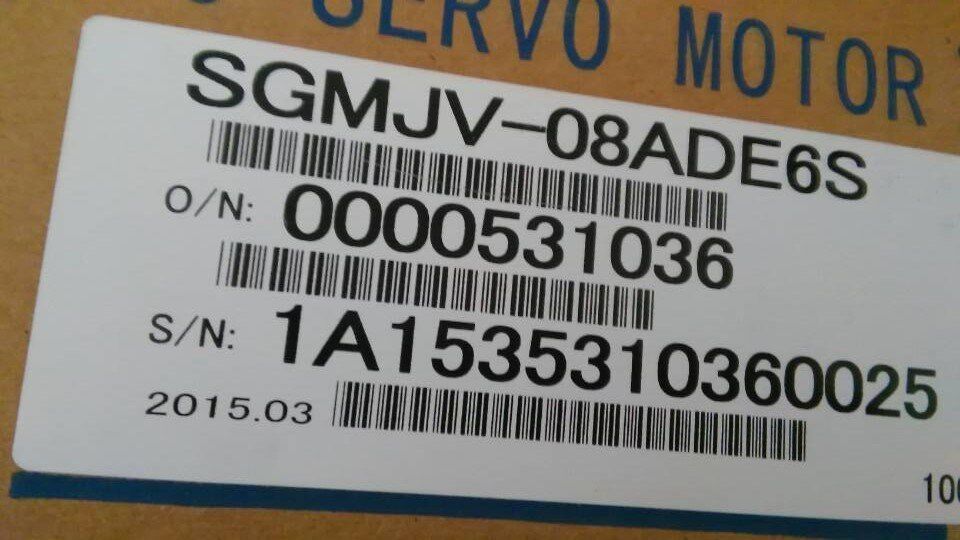 SERVO MOTOR
SGMJV-08ADE6S
O/N: 0000531036
S/N: 1A1535310360025
2015.03